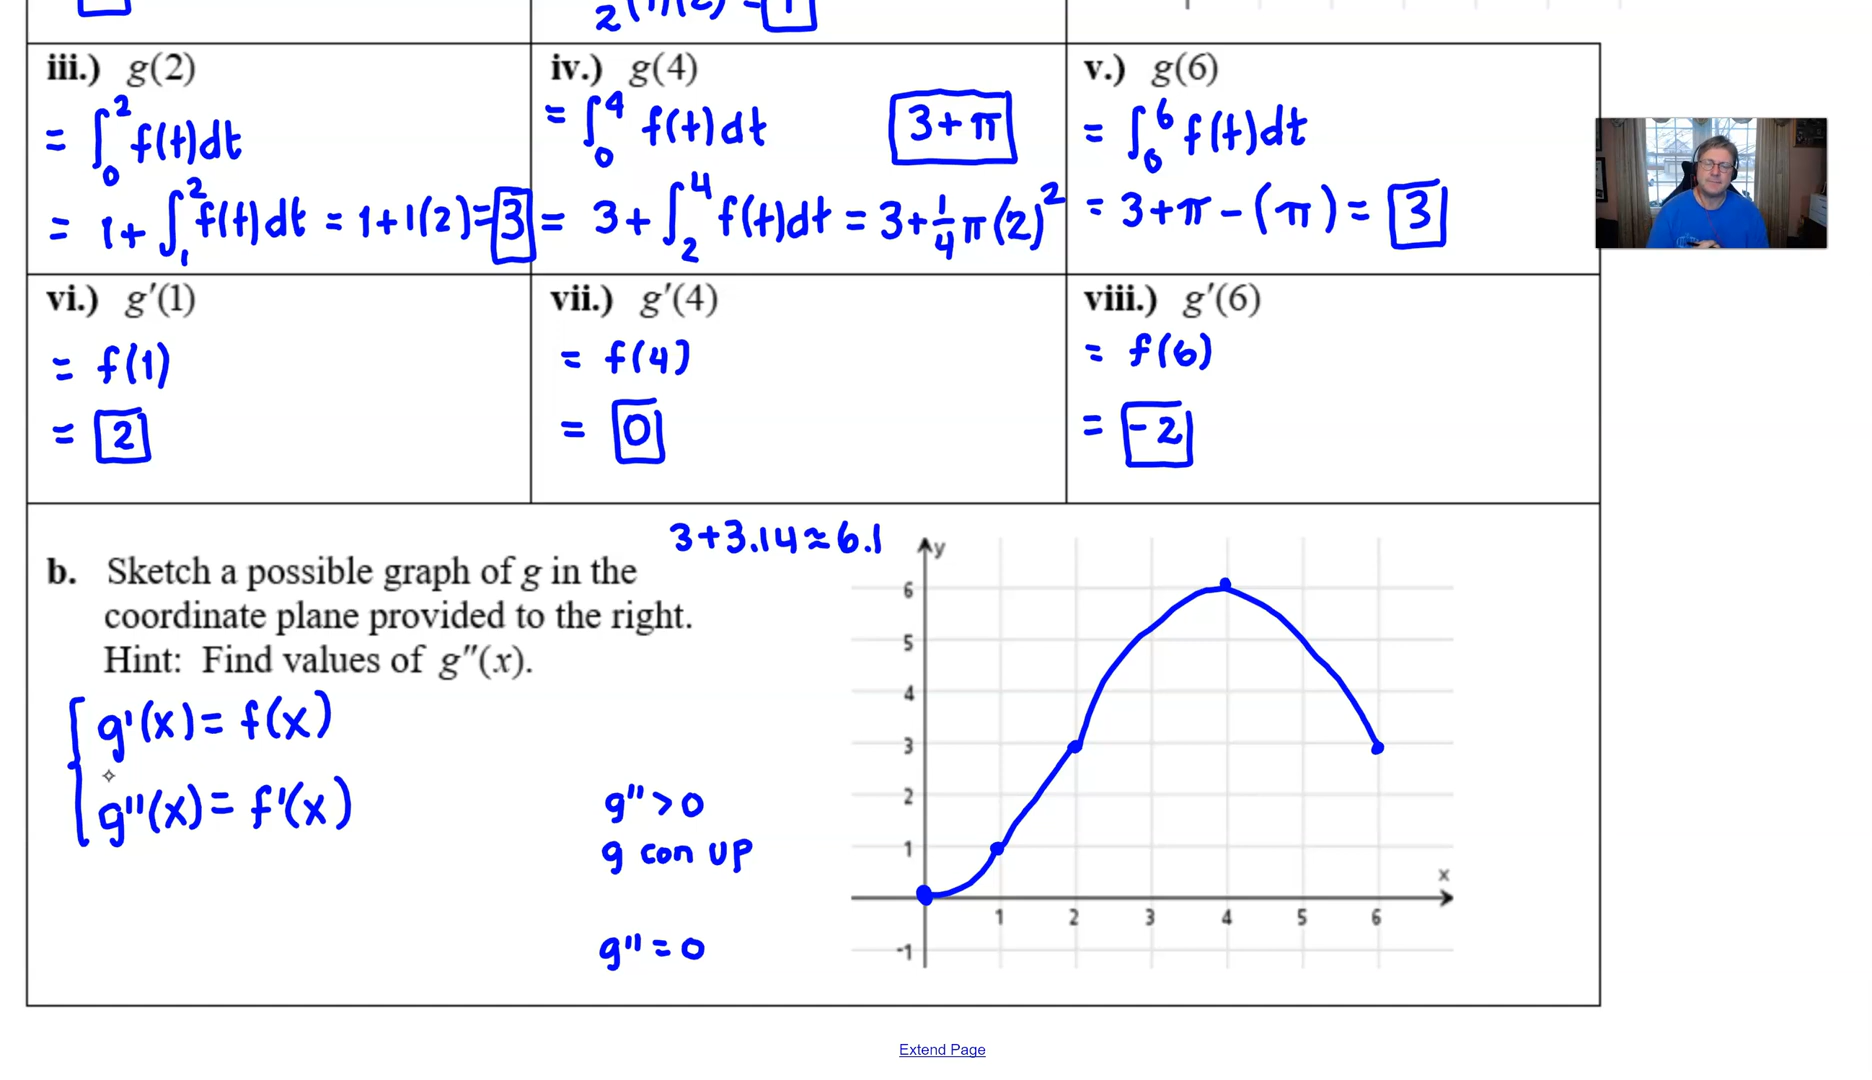 2 = 1
iii.) g(2)
= ∫₀² f(t)dt
= 1+∫₁² f(t)dt = 1+1(2)=3
iv.) g(4)
= ∫₀⁴ f(t)dt 3+π
= 3+∫₂⁴ f(t)dt = 3+¼π(2)²
v.) g(6)
= ∫₀⁶ f(t)dt
= 3+π-(π)= 3
vi.) g'(1)
= f(1)
= 2
vii.) g'(4)
= f(4)
= 0
viii.) g'(6)
= f(6)
= -2
b. Sketch a possible graph of g in the
coordinate plane provided to the right.
Hint: Find values of g"(x).
g'(x)= f(x)
g"(x)= f'(x)
3+3.14≈6.1
g" > 0
g con up
g" = 0
y
6
5
4
3
2
1
-1
x
1 2 3 4 5 6
Extend Page